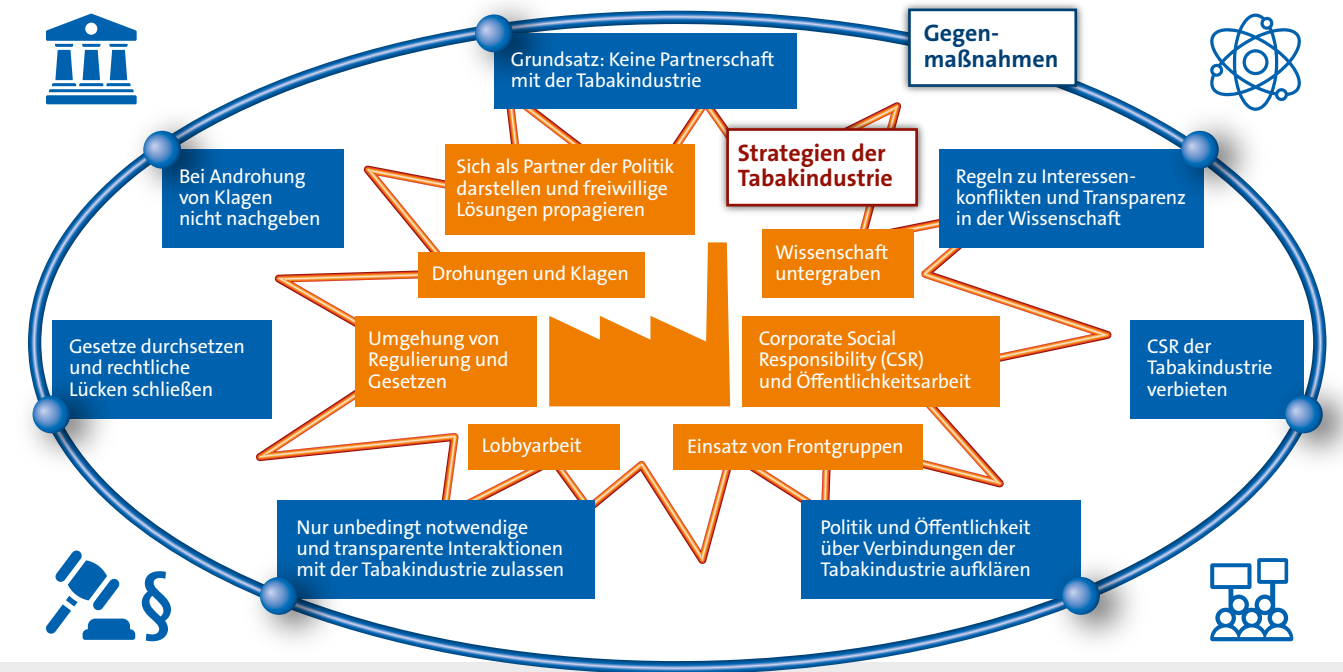 Gegen-
maßnahmen
Grundsatz: Keine Partnerschaft
mit der Tabakindustrie
Strategien der
Tabakindustrie
Bei Androhung
von Klagen
nicht nachgeben
Sich als Partner der Politik
darstellen und freiwillige
Lösungen propagieren
Regeln zu Interessen-
konflikten und Transparenz
in der Wissenschaft
Drohungen und Klagen
Wissenschaft
untergraben
Gesetze durchsetzen
und rechtliche
Lücken schließen
Umgehung von
Regulierung und
Gesetzen
Corporate Social
Responsibility (CSR)
und Öffentlichkeitsarbeit
CSR der
Tabakindustrie
verbieten
Lobbyarbeit
Einsatz von Frontgruppen
Nur unbedingt notwendige
und transparente Interaktionen
mit der Tabakindustrie zulassen
Politik und Öffentlichkeit
über Verbindungen der
Tabakindustrie aufklären
§